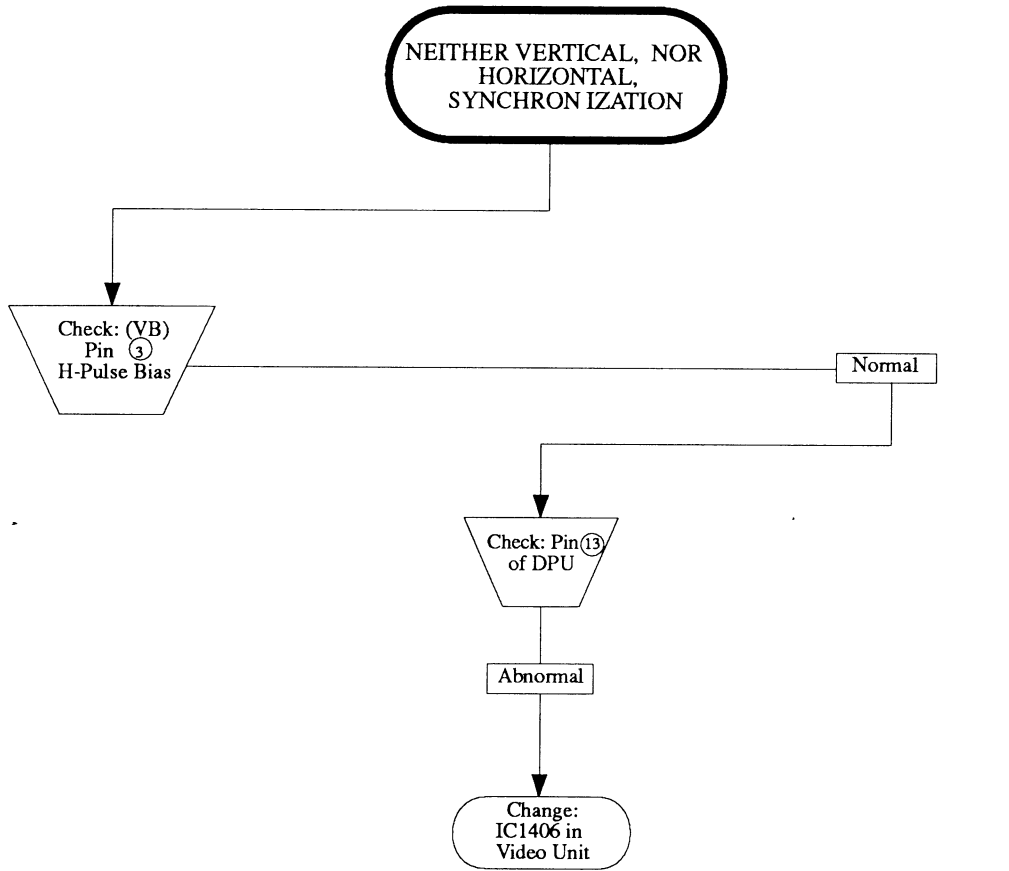 NEITHER VERTICAL, NOR
HORIZONTAL,
SYNCHRON IZATION
Check: (VB)
Pin 3
H-Pulse Bias
Normal
Check: Pin 13
of DPU
Abnormal
Change:
IC1406 in
Video Unit